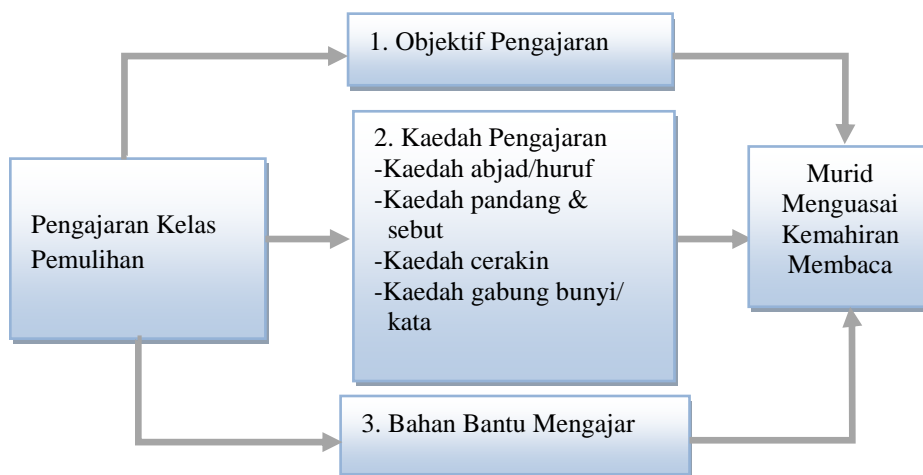 1. Objektif Pengajaran
Pengajaran Kelas
Pemulihan
2. Kaedah Pengajaran
-Kaedah abjad/huruf
-Kaedah pandang &
sebut
-Kaedah cerakin
-Kaedah gabung bunyi/
kata
3. Bahan Bantu Mengajar
Murid
Menguasai
Kemahiran
Membaca